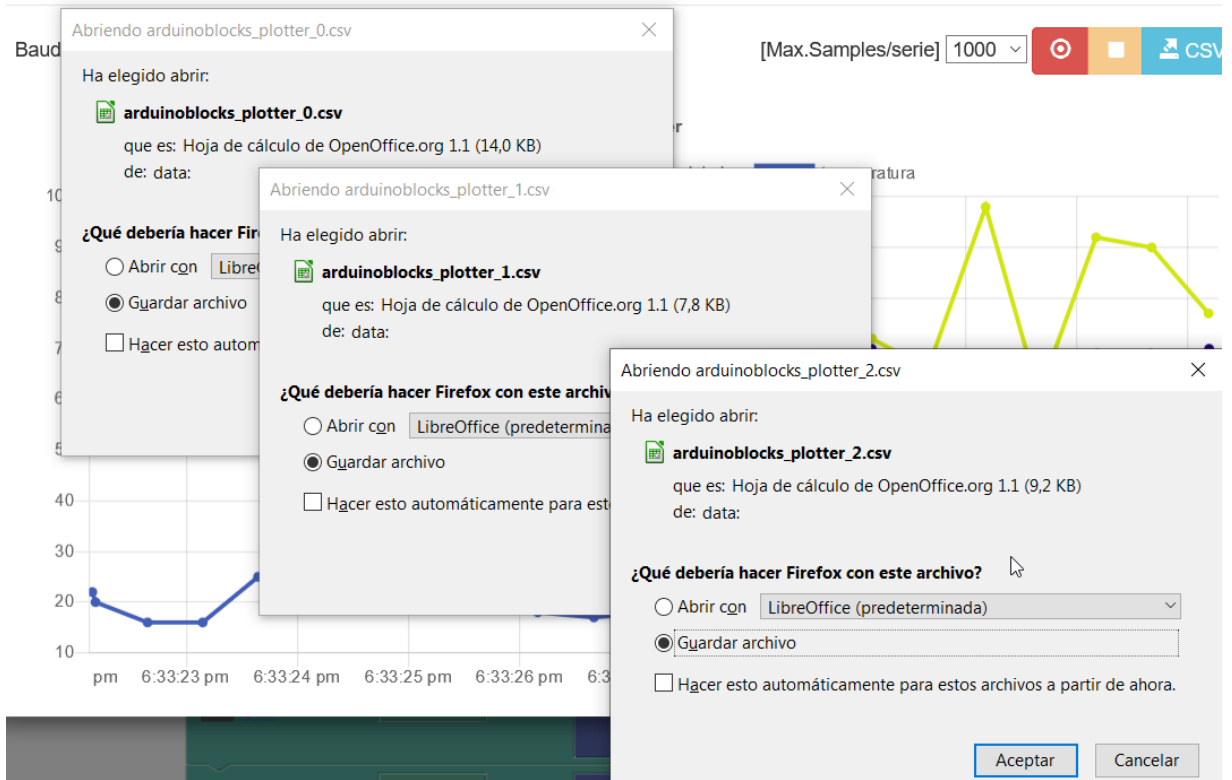 Baud
[Max.Samples/serie] 1000
CSV
Abriendo arduinoblocks_plotter_0.csv
Ha elegido abrir:
arduinoblocks_plotter_0.csv
que es: Hoja de cálculo de OpenOffice.org 1.1 (14,0 KB)
de: data:
¿Qué debería hacer
Abrir con
Guardar archivo
Hacer esto
Abriendo arduinoblocks_plotter_1.csv
Ha elegido abrir:
arduinoblocks_plotter_1.csv
que es: Hoja de cálculo de OpenOffice.org 1.1 (7,8 KB)
de: data:
¿Qué debería hacer Firefox con este
Abrir con LibreOffice
Guardar archivo
Hacer esto automáticamente para
Abriendo arduinoblocks_plotter_2.csv
Ha elegido abrir:
arduinoblocks_plotter_2.csv
que es: Hoja de cálculo de OpenOffice.org 1.1 (9,2 KB)
de: data:
¿Qué debería hacer Firefox con este archivo?
Abrir con LibreOffice (predeterminada)
Guardar archivo
Hacer esto automáticamente para estos archivos a partir de ahora.
Aceptar Cancelar
ratura
40
30
20
10
pm 6:33:23 pm 6:33:24 pm 6:33:25 pm 6:33:26 pm